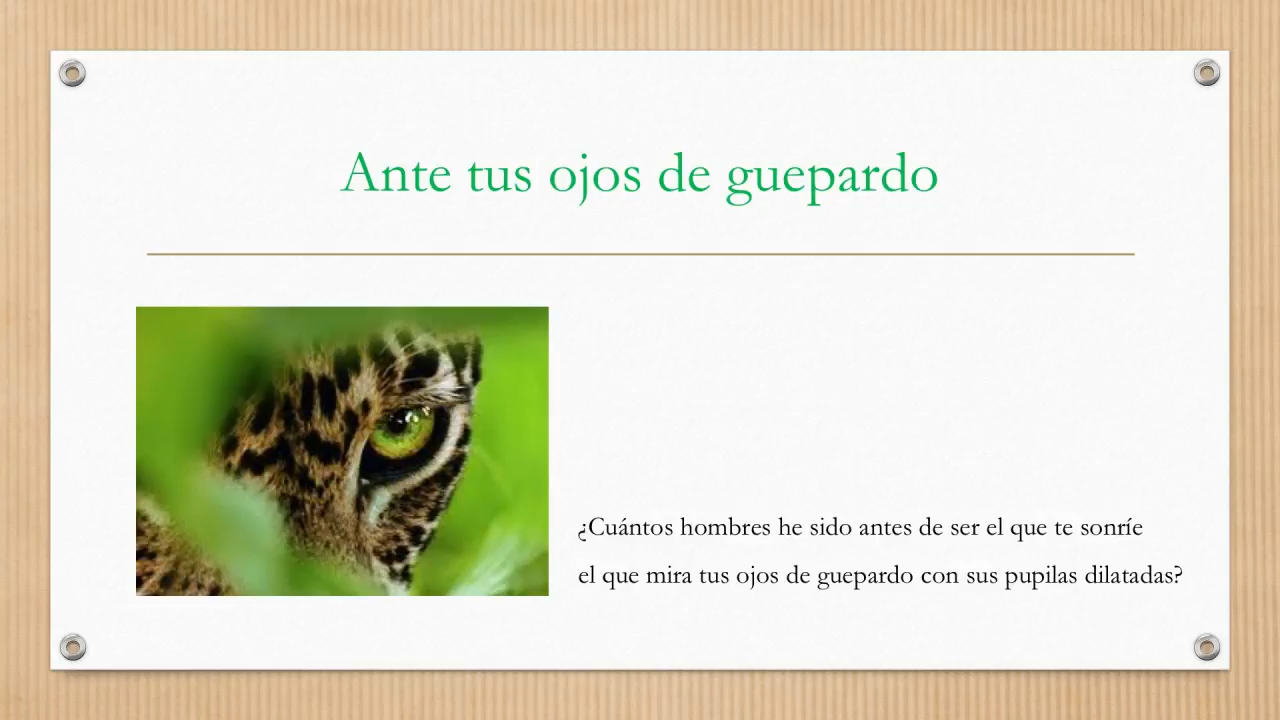 Ante tus ojos de guepardo
¿Cuántos hombres he sido antes de ser el que te sonríe
el que mira tus ojos de guepardo con sus pupilas dilatadas?